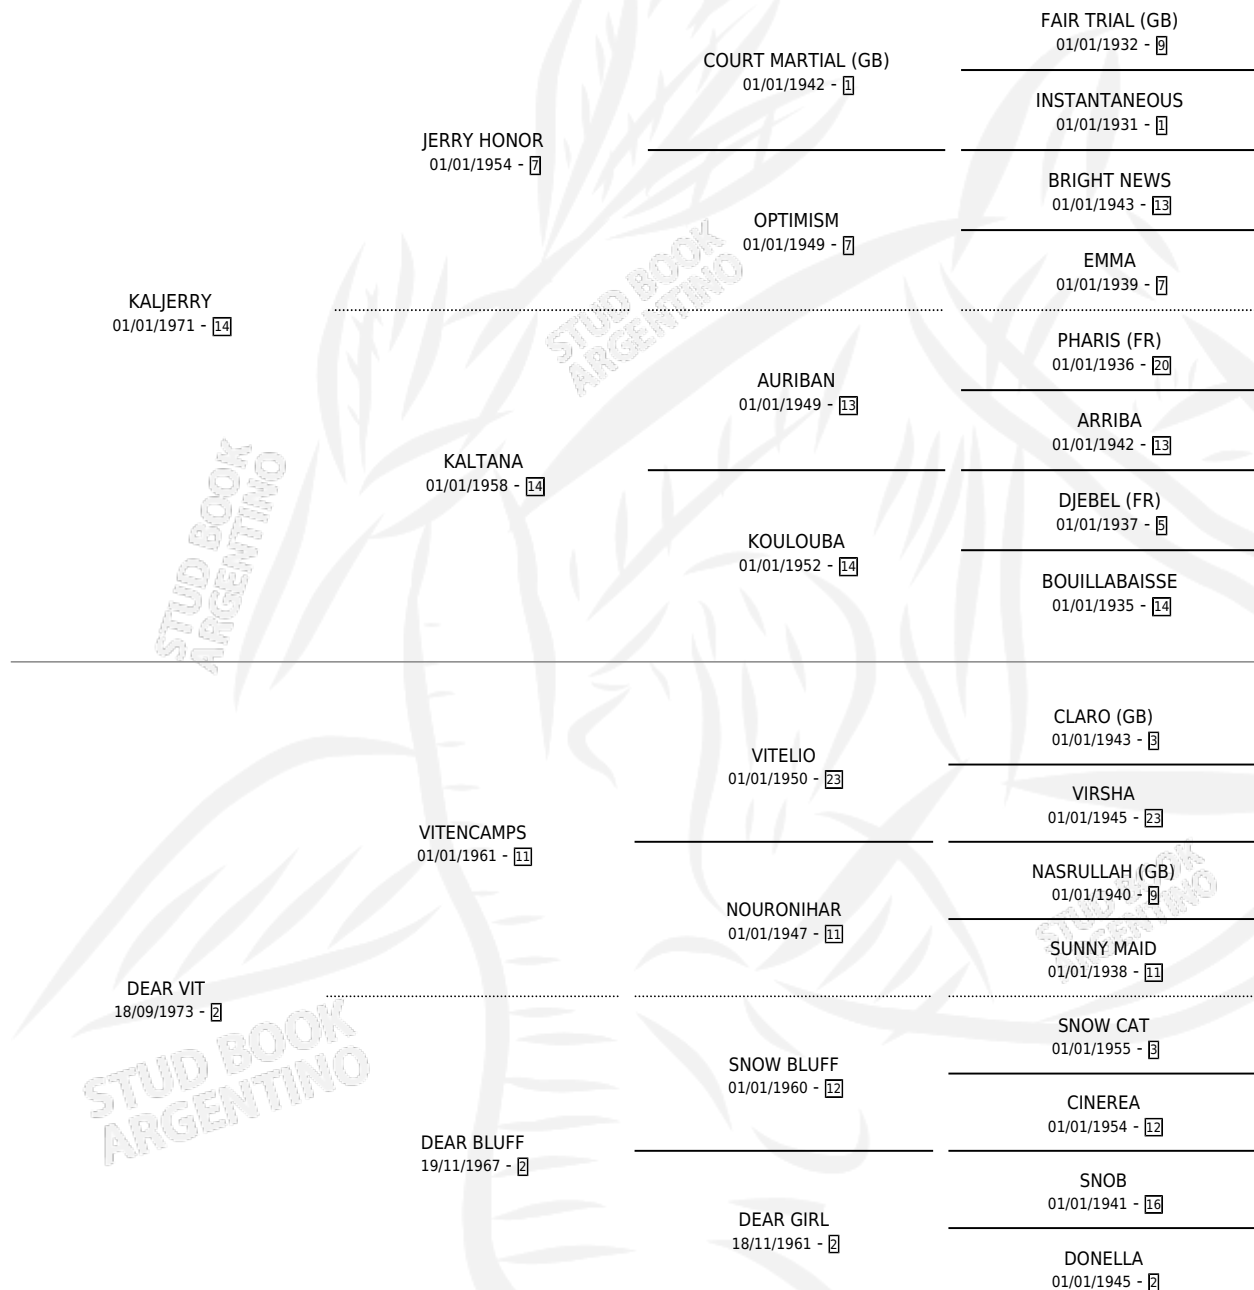 FAIR TRIAL (GB)
01/01/1932 - 9
COURT MARTIAL (GB)
01/01/1942 - 1
INSTANTANEOUS
01/01/1931 - 1
JERRY HONOR
01/01/1954 - 7
BRIGHT NEWS
01/01/1943 - 13
OPTIMISM
01/01/1949 - 7
EMMA
01/01/1939 - 7
KALJERRY
01/01/1971 - 14
PHARIS (FR)
01/01/1936 - 20
AURIBAN
01/01/1949 - 13
ARRIBA
01/01/1942 - 13
KALTANA
01/01/1958 - 14
DJEBEL (FR)
01/01/1937 - 5
KOULOUBA
01/01/1952 - 14
BOUILLABAISSE
01/01/1935 - 14
CLARO (GB)
01/01/1943 - 3
VITELIO
01/01/1950 - 23
VIRSHA
01/01/1945 - 23
VITENCAMPS
01/01/1961 - 11
NASRULLAH (GB)
01/01/1940 - 9
NOURONIHAR
01/01/1947 - 11
SUNNY MAID
01/01/1938 - 11
DEAR VIT
18/09/1973 - 2
SNOW CAT
01/01/1955 - 3
SNOW BLUFF
01/01/1960 - 12
CINEREA
01/01/1954 - 12
DEAR BLUFF
19/11/1967 - 2
SNOB
01/01/1941 - 16
DEAR GIRL
18/11/1961 - 2
DONELLA
01/01/1945 - 2
STUD BOOK
ARGENTINO
STUD BOOK
ARGENTINO
STUD BOOK
ARGENTINO
STUD BOOK
ARGENTINO